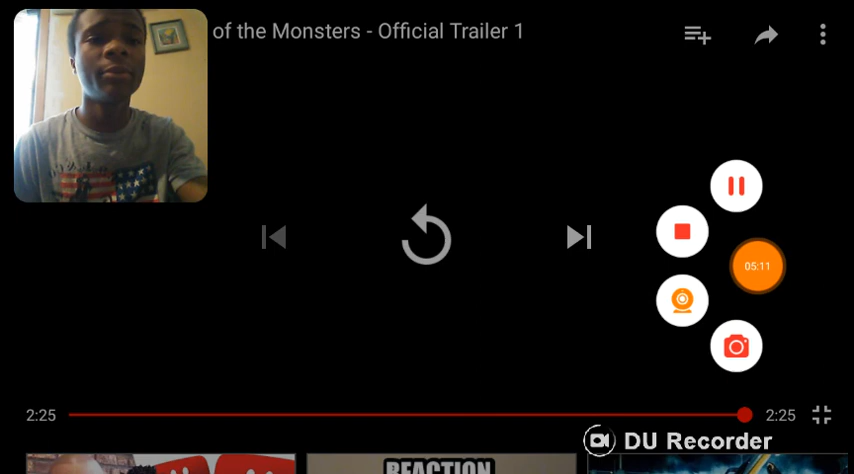 of the Monsters - Official Trailer 1
05:11
2:25
2:25
DU Recorder
REACTION